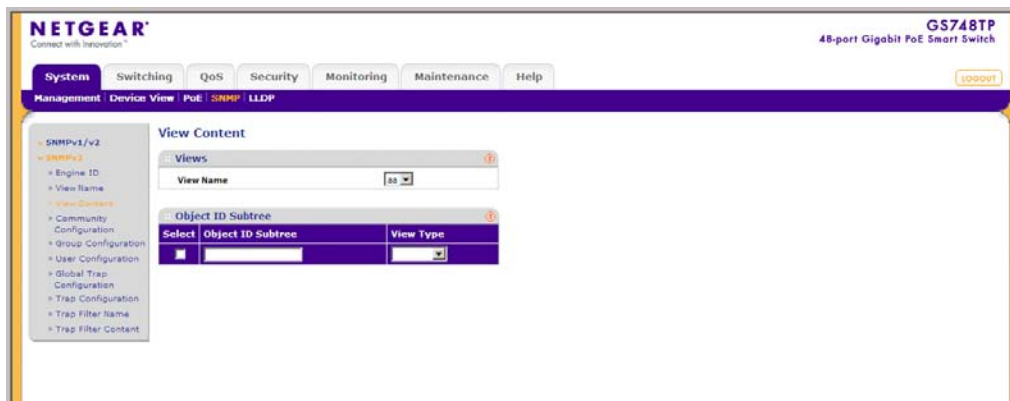 NETGEAR
Connect with Innovation™
GS748TP
48-port Gigabit PoE Smart Switch
System Switching QoS Security Monitoring Maintenance Help
LOGOUT
Management Device View PoE SNMP LLDP
SNMPv1/v2
SNMPv3
Engine ID
View Name
View Content
Community
Configuration
Group Configuration
User Configuration
Global Trap
Configuration
Trap Configuration
Trap Filter Name
Trap Filter Content
View Content
Views
View Name aa
Object ID Subtree
Select Object ID Subtree View Type